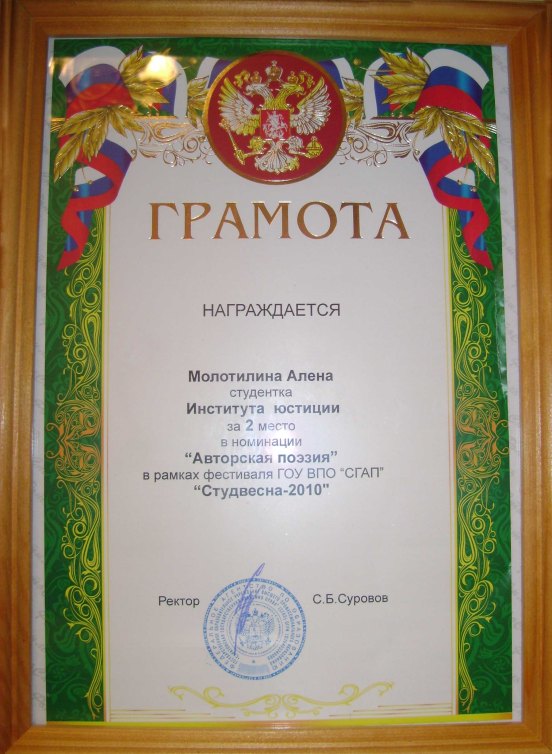 ГРАМОТА
НАГРАЖДАЕТСЯ
Молотилина Алена
студентка
Института юстиции
за 2 место
в номинации
“Авторская поэзия”
в рамках фестиваля ГОУ ВПО “СГАП”
“Студвесна-2010"
Ректор С.Б.Суровов